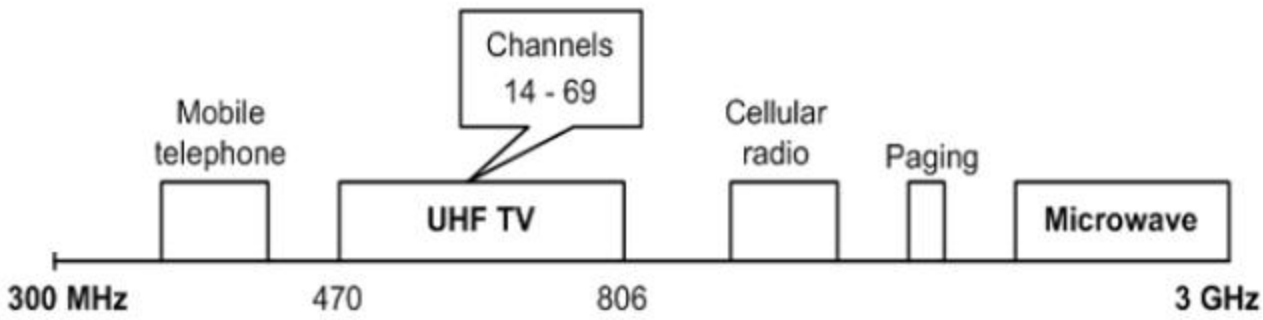 Channels
14 - 69
Mobile
telephone
Cellular
radio
Paging
UHF TV
Microwave
300 MHz
470
806
3 GHz